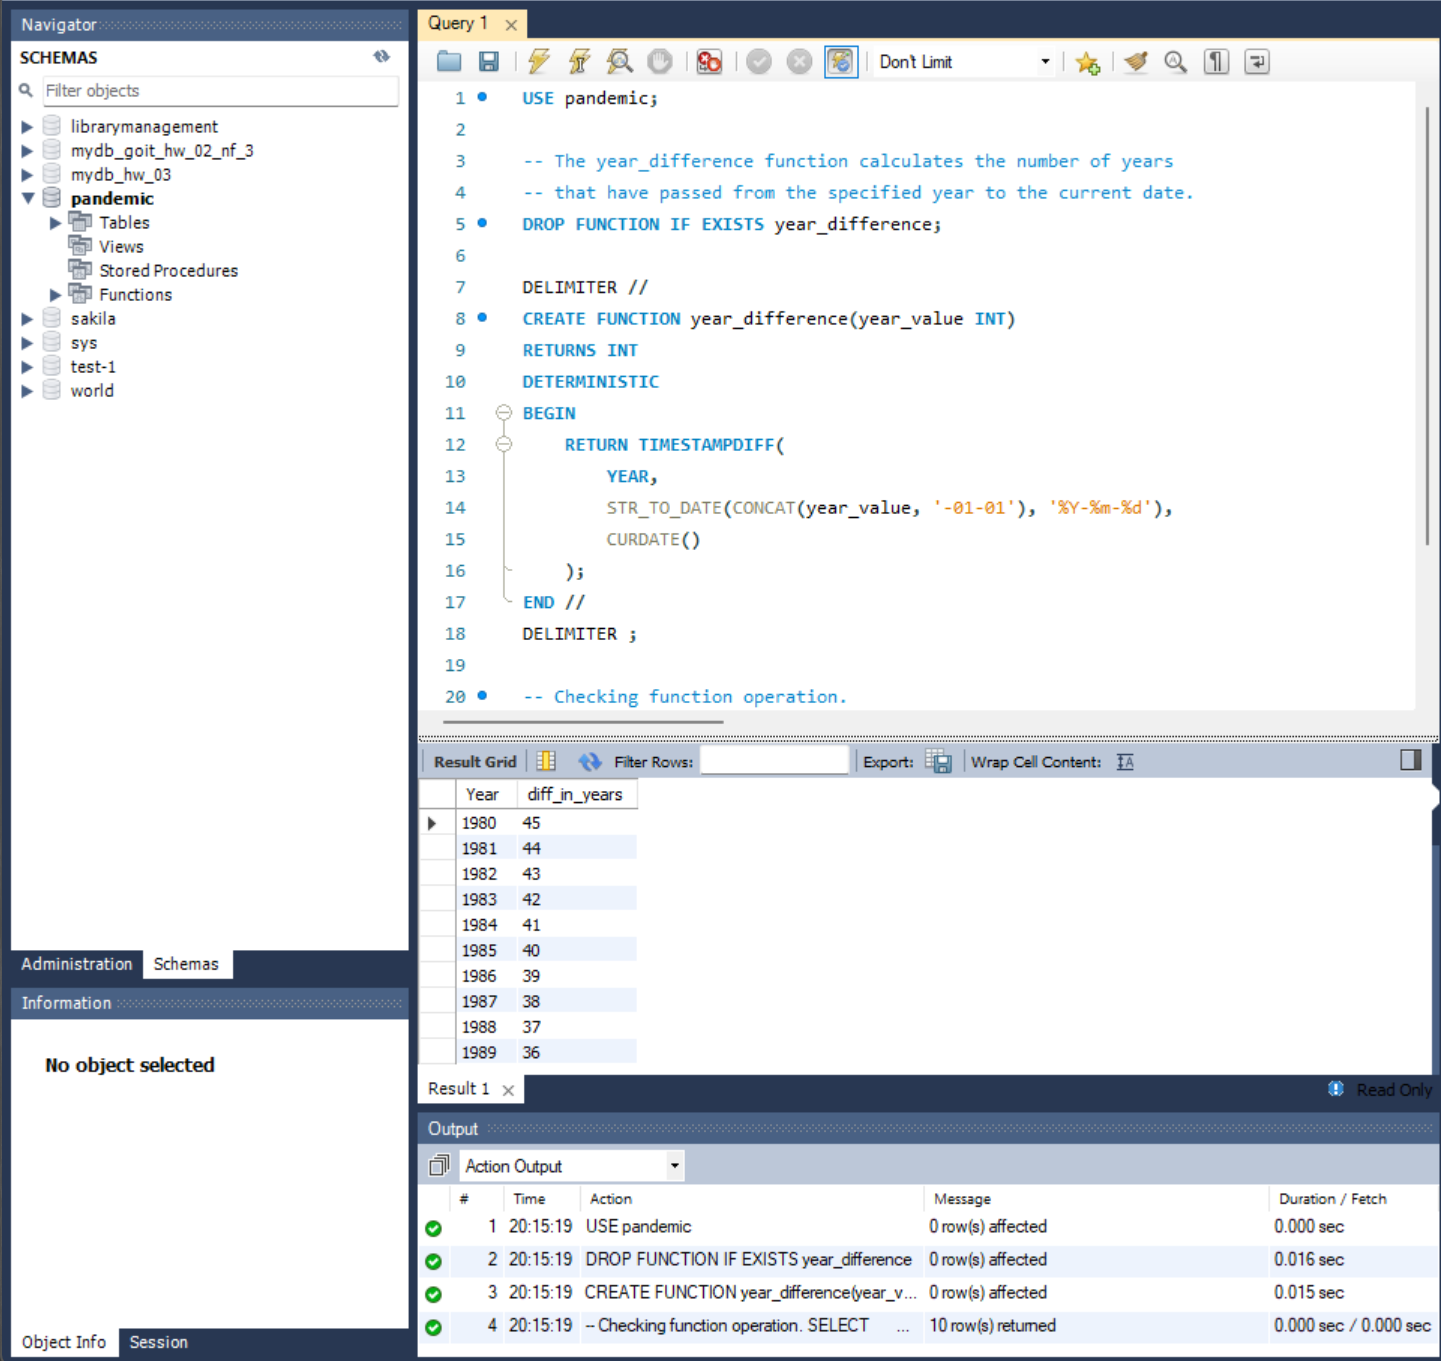 Navigator
SCHEMAS
Filter objects
librarymanagement
mydb_goit_hw_02_nf_3
mydb_hw_03
pandemic
Tables
Views
Stored Procedures
Functions
sakila
sys
test-1
world
Administration Schemas
Information
No object selected
Object Info Session
Query 1
Don't Limit
1 USE pandemic;
2
3 -- The year_difference function calculates the number of years
4 -- that have passed from the specified year to the current date.
5 DROP FUNCTION IF EXISTS year_difference;
6
7 DELIMITER //
8 CREATE FUNCTION year_difference(year_value INT)
9 RETURNS INT
10 DETERMINISTIC
11 BEGIN
12 RETURN TIMESTAMPDIFF(
13 YEAR,
14 STR_TO_DATE(CONCAT(year_value, '-01-01'), '%Y-%m-%d'),
15 CURDATE()
16 );
17 END //
18 DELIMITER ;
19
20 -- Checking function operation.
Result Grid Filter Rows: Export: Wrap Cell Content:
Year diff_in_years
1980 45
1981 44
1982 43
1983 42
1984 41
1985 40
1986 39
1987 38
1988 37
1989 36
Result 1 Read Only
Output
Action Output
# Time Action Message Duration / Fetch
1 20:15:19 USE pandemic 0 row(s) affected 0.000 sec
2 20:15:19 DROP FUNCTION IF EXISTS year_difference 0 row(s) affected 0.016 sec
3 20:15:19 CREATE FUNCTION year_difference(year_v... 0 row(s) affected 0.015 sec
4 20:15:19 -- Checking function operation. SELECT ... 10 row(s) returned 0.000 sec / 0.000 sec